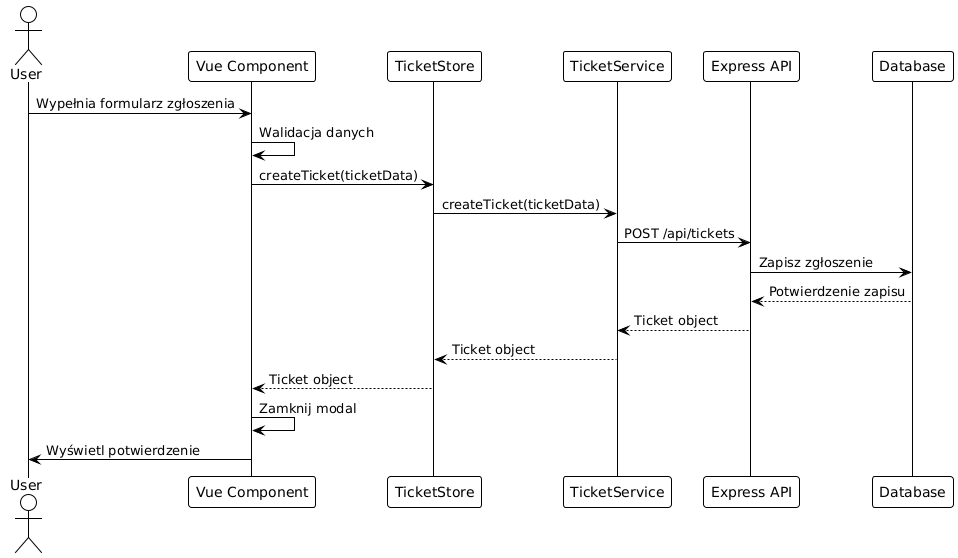 User
Vue Component
TicketStore
TicketService
Express API
Database
Wypełnia formularz zgłoszenia
Walidacja danych
createTicket(ticketData)
createTicket(ticketData)
POST /api/tickets
Zapisz zgłoszenie
Potwierdzenie zapisu
Ticket object
Ticket object
Ticket object
Zamknij modal
Wyświetl potwierdzenie
User
Vue Component
TicketStore
TicketService
Express API
Database